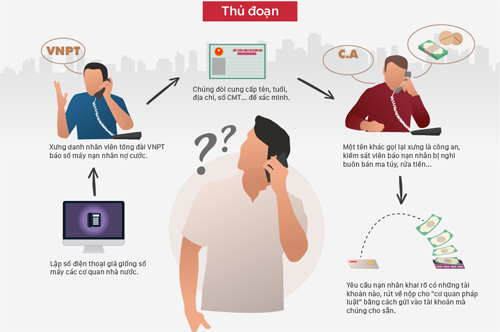 Thủ đoạn
VNPT
Xưng danh nhân viên tổng đài VNPT
báo số máy nạn nhân nợ cước.
Chúng đòi cung cấp tên, tuổi,
địa chỉ, số CMT... để xác minh.
C.A
Một tên khác gọi lại xưng là công an,
kiểm sát viên báo nạn nhân bị nghi
buôn bán ma túy, rửa tiền...
Lập số điện thoại giả giống số
máy các cơ quan nhà nước.
Yêu cầu nạn nhân khai rõ có những tài
khoản nào, rút về nộp cho "cơ quan pháp
luật" bằng cách gửi vào tài khoản mà
chúng cho sẵn.